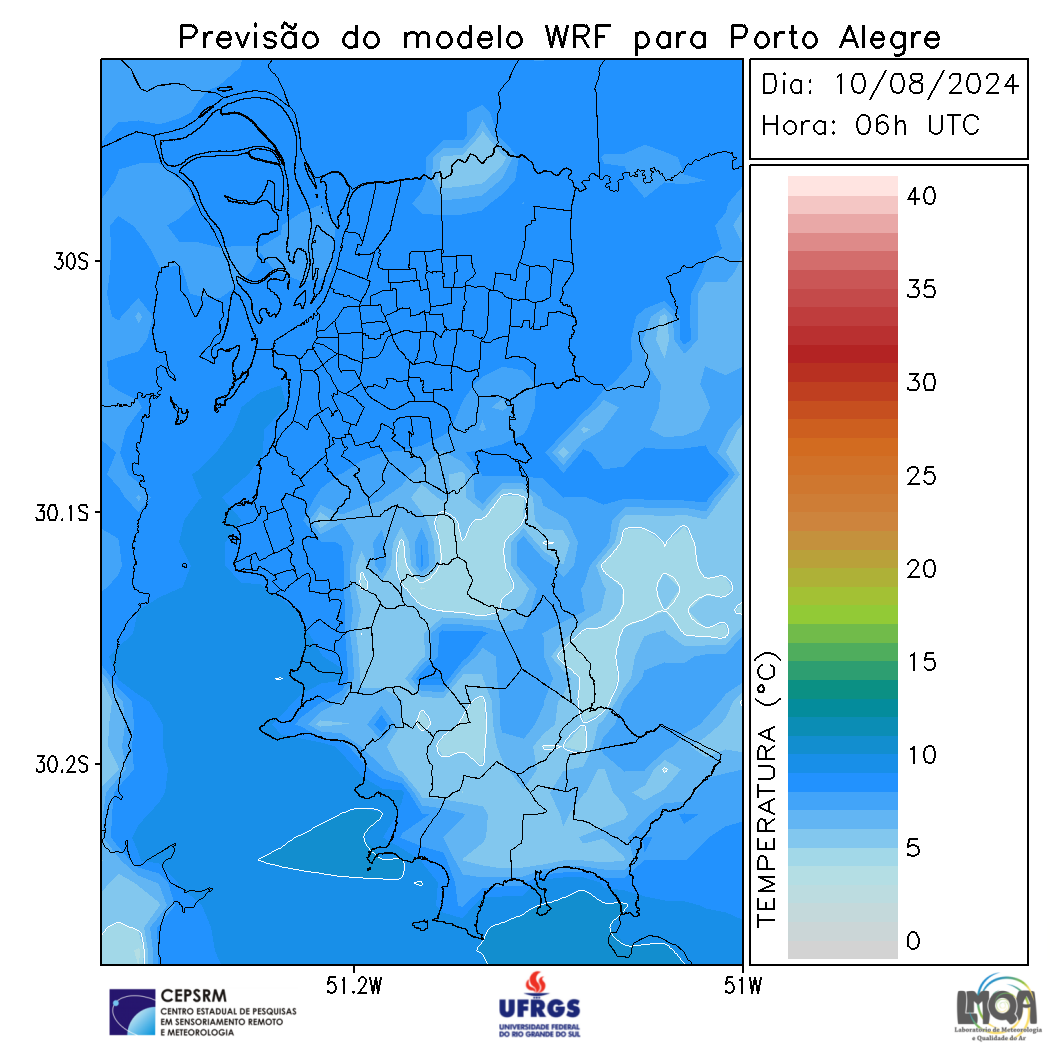 Previsão do modelo WRF para Porto Alegre
Dia: 10/08/2024
Hora: 06h UTC
40
35
30
25
20
15
10
5
0
TEMPERATURA (°C)
30S
30.1S
30.2S
51.2W
51W
CEPSRM
CENTRO ESTADUAL DE PESQUISAS
EM SENSORIAMENTO REMOTO
E METEOROLOGIA
UFRGS
UNIVERSIDADE FEDERAL
DO RIO GRANDE DO SUL
LMQA
Laboratório de Meteorologia
e Qualidade do Ar